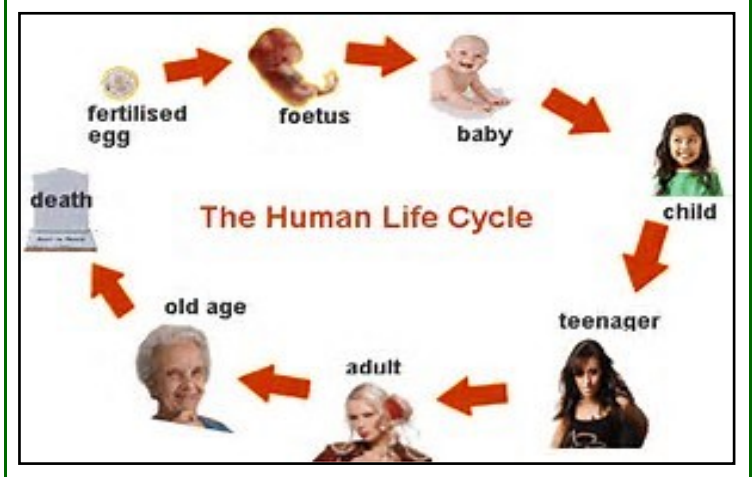 fertilised
egg
foetus
baby
child
death
The Human Life Cycle
teenager
adult
old age